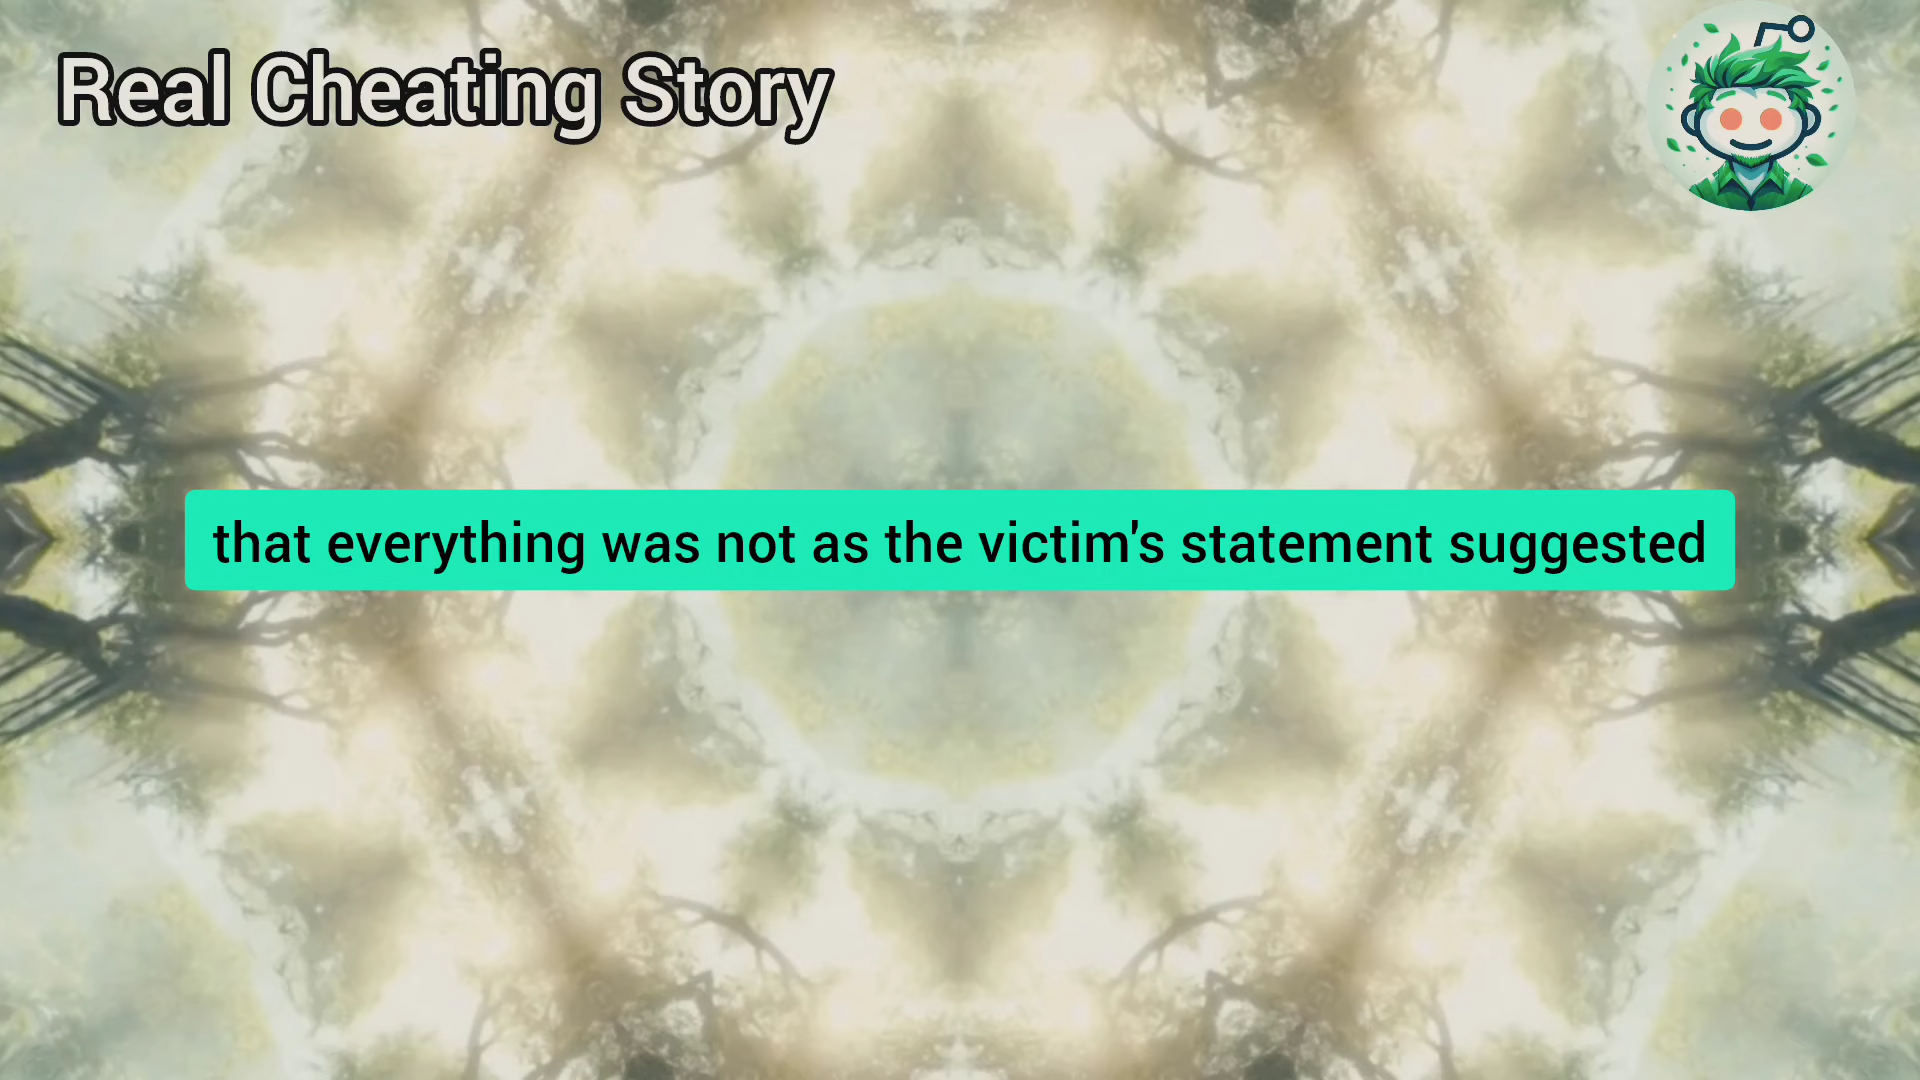 Real Cheating Story
that everything was not as the victim's statement suggested